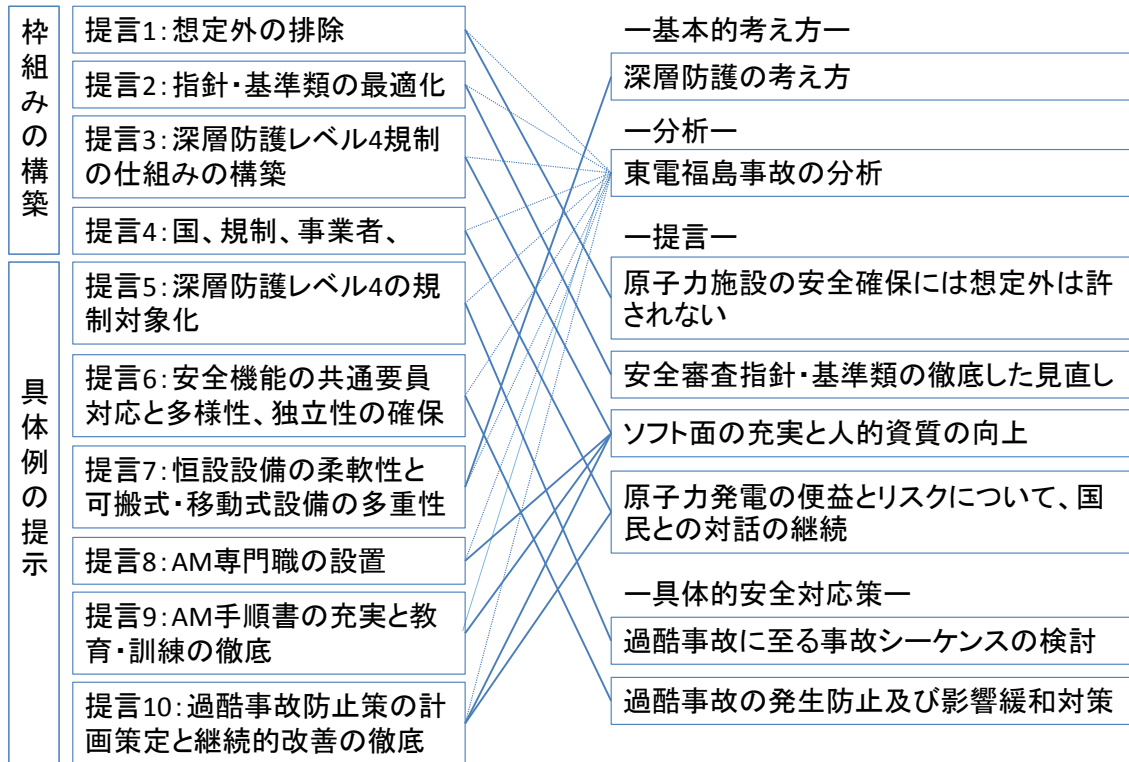 枠組みの構築
提言1:想定外の排除
提言2:指針・基準類の最適化
提言3:深層防護レベル4規制
の仕組みの構築
提言4:国、規制、事業者、
具体例の提示
提言5:深層防護レベル4の規
制対象化
提言6:安全機能の共通要員
対応と多様性、独立性の確保
提言7:恒設設備の柔軟性と
可搬式・移動式設備の多重性
提言8:AM専門職の設置
提言9:AM手順書の充実と教
育・訓練の徹底
提言10:過酷事故防止策の計
画策定と継続的改善の徹底
ー基本的考え方ー
深層防護の考え方
ー分析ー
東電福島事故の分析
ー提言ー
原子力施設の安全確保には想定外は許
されない
安全審査指針・基準類の徹底した見直し
ソフト面の充実と人的資質の向上
原子力発電の便益とリスクについて、国
民との対話の継続
ー具体的安全対応策ー
過酷事故に至る事故シーケンスの検討
過酷事故の発生防止及び影響緩和対策